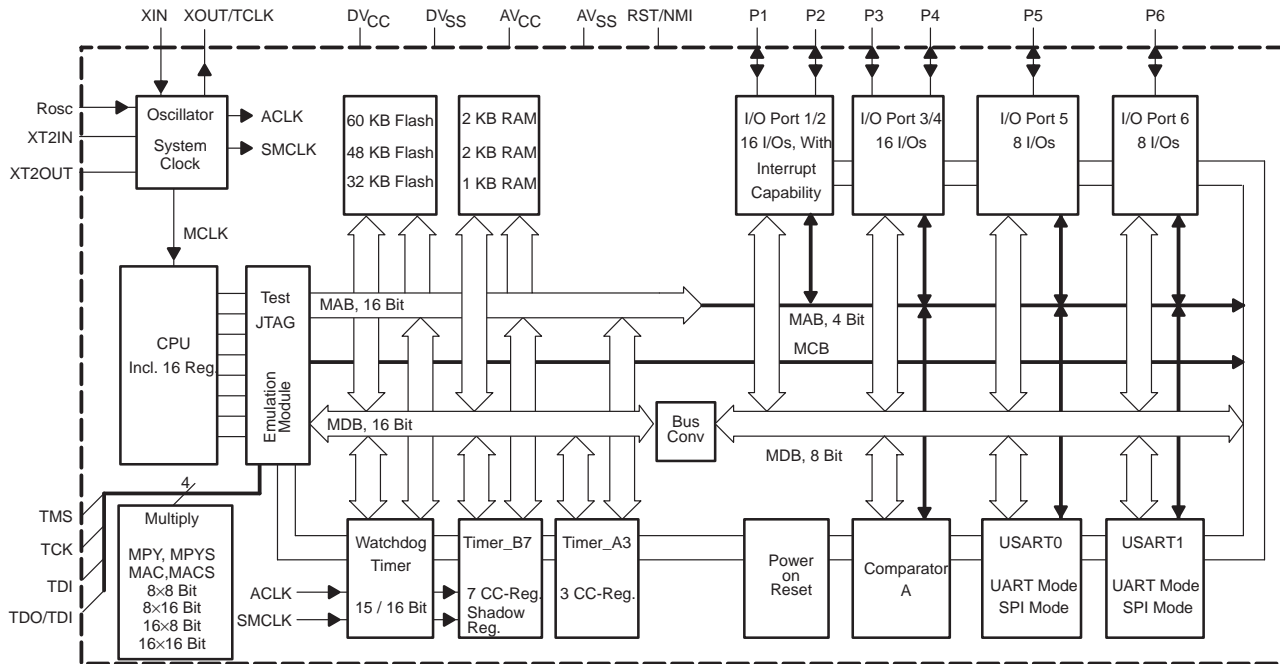 XIN
XOUT/TCLK
DVCC
DVSS
AVCC
AVSS
RST/NMI
P1
P2
P3
P4
P5
P6
Rosc
XT2IN
XT2OUT
Oscillator
System
Clock
ACLK
SMCLK
MCLK
60 KB Flash
48 KB Flash
32 KB Flash
2 KB RAM
2 KB RAM
1 KB RAM
I/O Port 1/2
16 I/Os, With
Interrupt
Capability
I/O Port 3/4
16 I/Os
I/O Port 5
8 I/Os
I/O Port 6
8 I/Os
CPU
Incl. 16 Reg.
Test
JTAG
Emulation
Module
MAB, 16 Bit
MAB, 4 Bit
MCB
MDB, 16 Bit
Bus
Conv
MDB, 8 Bit
4
TMS
TCK
TDI
TDO/TDI
Multiply
MPY, MPYS
MAC,MACS
8×8 Bit
8×16 Bit
16×8 Bit
16×16 Bit
ACLK
SMCLK
Watchdog
Timer
15 / 16 Bit
Timer_B7
7 CC-Reg.
Shadow
Reg.
Timer_A3
3 CC-Reg.
Power
on
Reset
Comparator
A
USART0
UART Mode
SPI Mode
USART1
UART Mode
SPI Mode